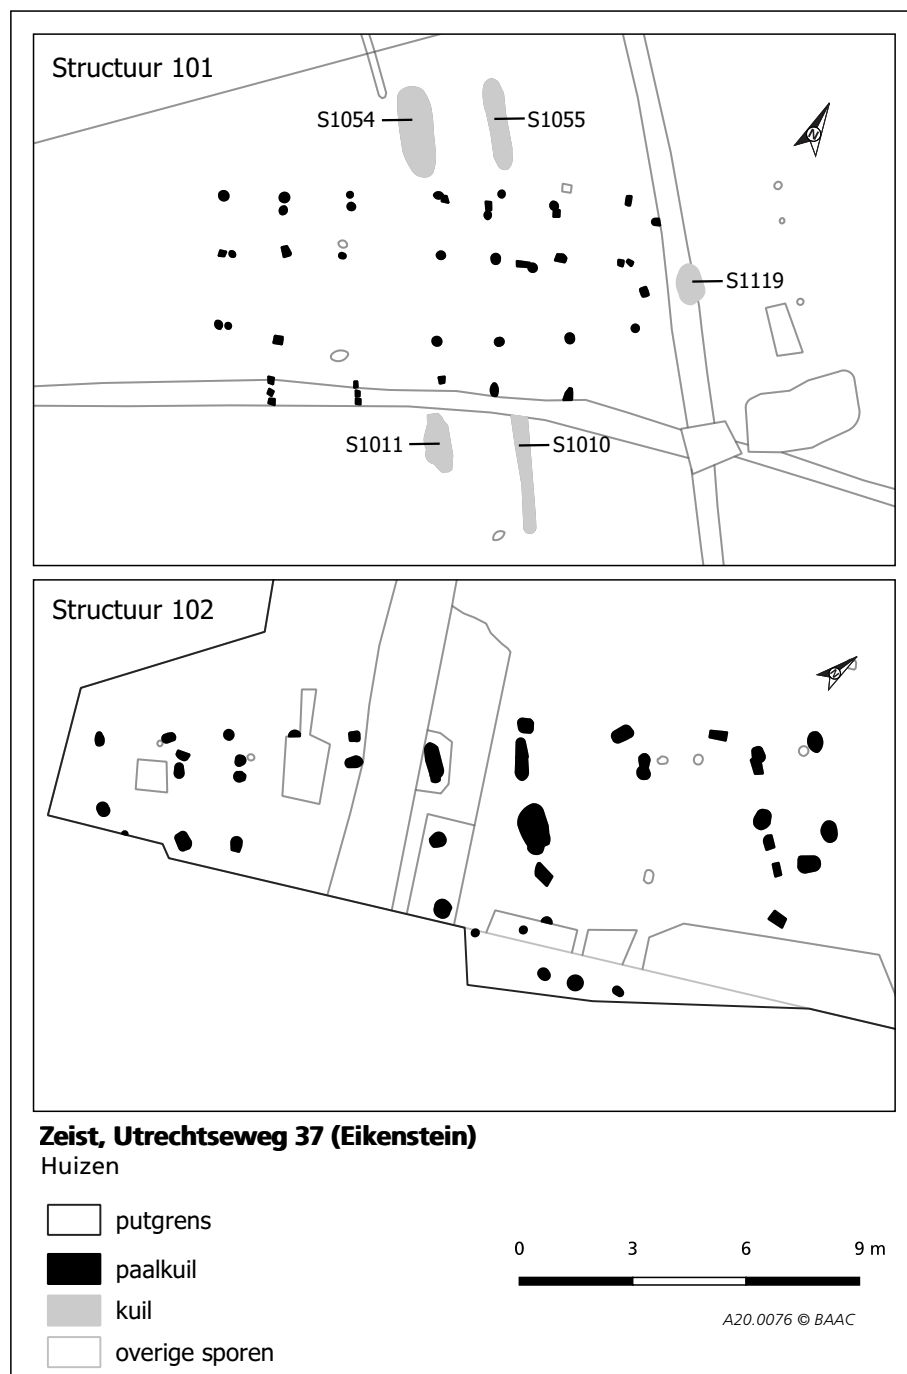 Structuur 101
S1054
S1055
S1119
S1011
S1010
N
Structuur 102
N
Zeist, Utrechtseweg 37 (Eikenstein)
Huizen
putgrens
paalkuil
kuil
overige sporen
0 3 6 9 m
A20.0076 © BAAC